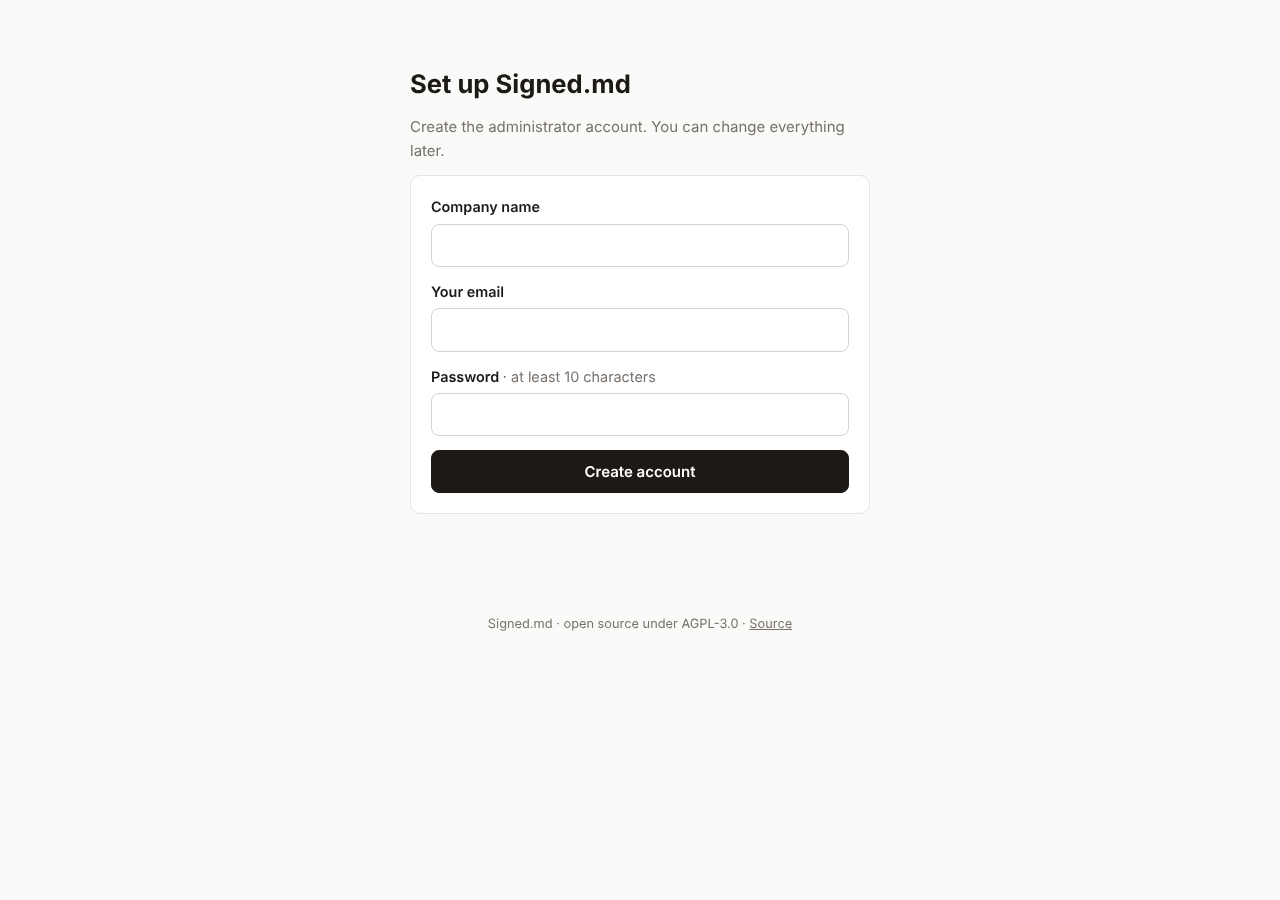 Set up Signed.md
Create the administrator account. You can change everything
later.
Company name
Your email
Password · at least 10 characters
Create account
Signed.md · open source under AGPL-3.0 · Source